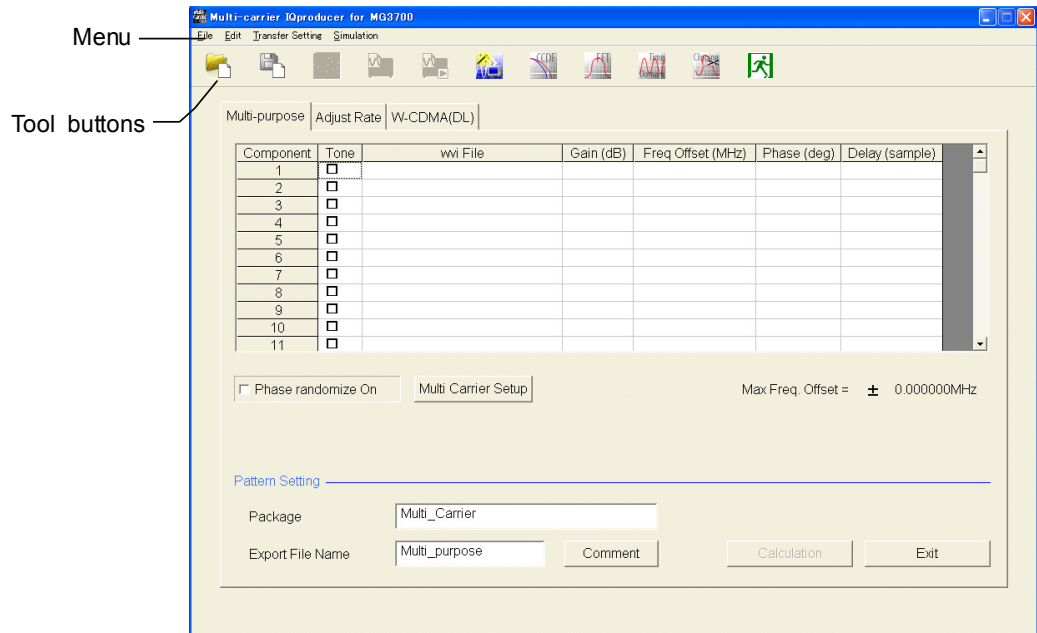 Multi-carrier IQproducer for MG3700
Menu
File Edit Transfer Setting Simulation
CCDF FFT Time Domain Clipping
Tool buttons
Multi-purpose Adjust Rate W-CDMA(DL)
Component Tone wvi File Gain (dB) Freq Offset (MHz) Phase (deg) Delay (sample)
1
2
3
4
5
6
7
8
9
10
11
Phase randomize On Multi Carrier Setup Max Freq. Offset = ± 0.000000MHz
Pattern Setting
Package Multi_Carrier
Export File Name Multi_purpose Comment Calculation Exit